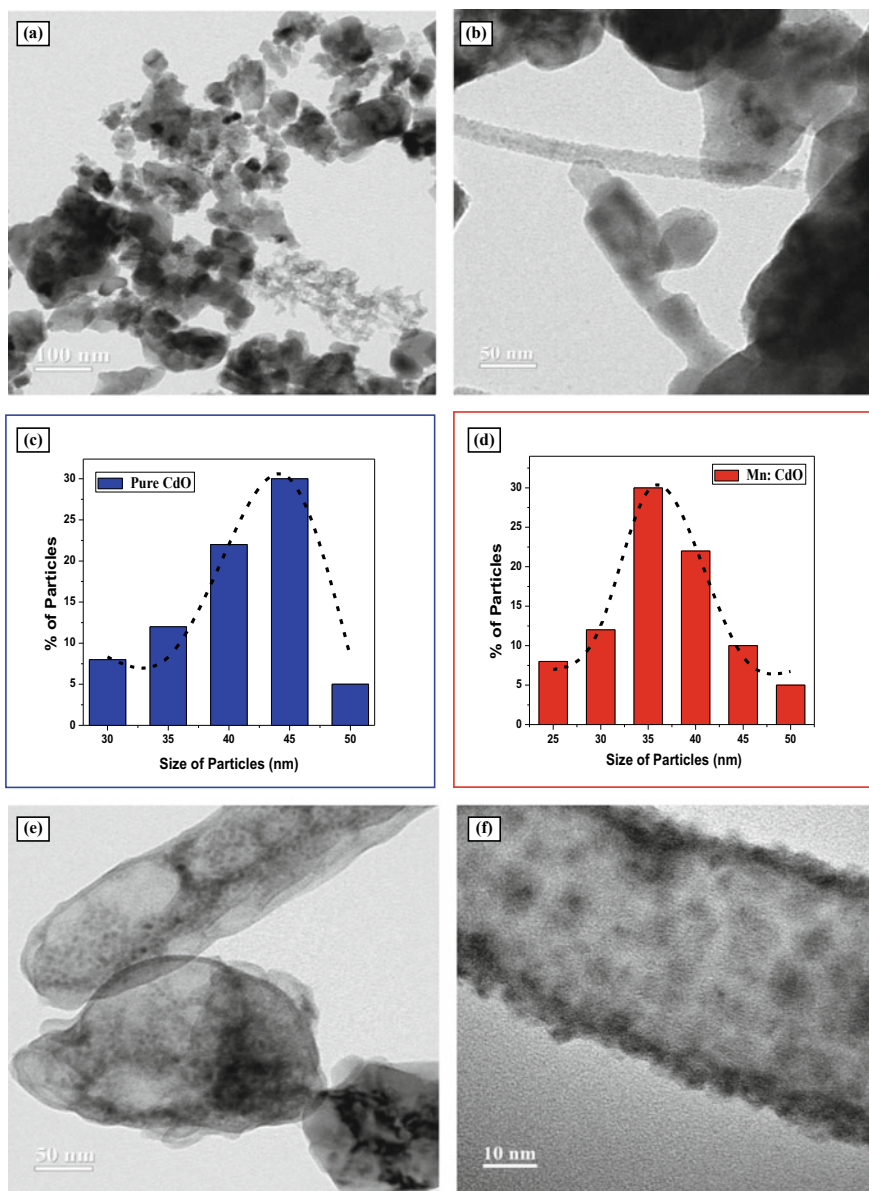 (a)
100 nm
(b)
50 nm
(c)
Pure CdO
% of Particles
30
25
20
15
10
5
0
30 35 40 45 50
Size of Particles (nm)
(d)
Mn: CdO
% of Particles
30
25
20
15
10
5
0
25 30 35 40 45 50
Size of Particles (nm)
(e)
50 nm
(f)
10 nm